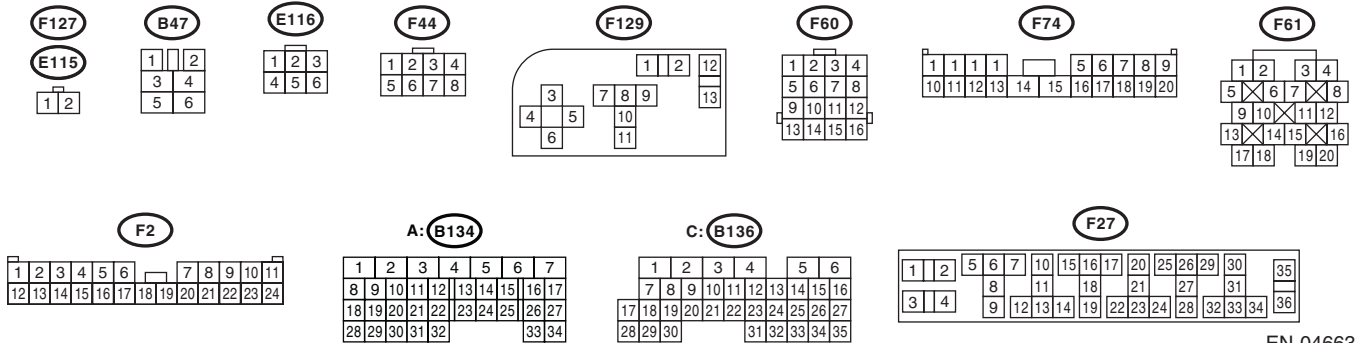 F127 B47 E116 F44 F129 F60 F74 F61
E115
1 2
1 2
3 4
5 6
1 2 3
4 5 6
1 2 3 4
5 6 7 8
1 2 12
3 7 8 9 13
4 5 10
6 11
1 2 3 4
5 6 7 8
9 10 11 12
13 14 15 16
1 1 1 1 5 6 7 8 9
10 11 12 13 14 15 16 17 18 19 20
1 2 3 4
5 6 7 8
9 10 11 12
13 14 15 16
17 18 19 20
F2 A: B134 C: B136 F27
1 2 3 4 5 6 7 8 9 10 11
12 13 14 15 16 17 18 19 20 21 22 23 24
1 2 3 4 5 6 7
8 9 10 11 12 13 14 15 16 17
18 19 20 21 22 23 24 25 26 27
28 29 30 31 32 33 34
1 2 3 4 5 6
7 8 9 10 11 12 13 14 15 16
17 18 19 20 21 22 23 24 25 26 27
28 29 30 31 32 33 34 35
1 2 5 6 7 10 15 16 17 20 25 26 29 30 35
8 11 18 21 27 31
3 4 9 12 13 14 19 22 23 24 28 32 33 34 36
EN-04663